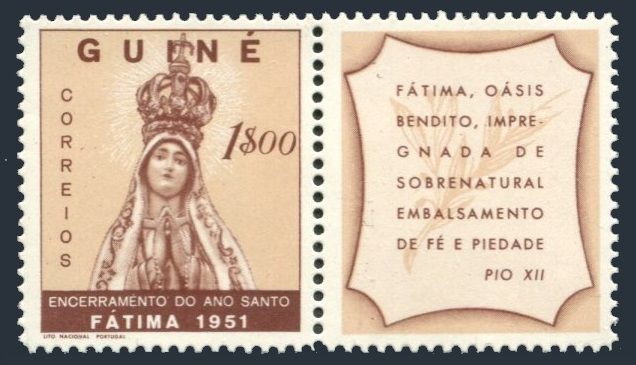 GUINÉ
CORREIOS
1$00
ENCERRAMENTO DO ANO SANTO
FÁTIMA 1951
LITO NACIONAL PORTUGAL
FÁTIMA, OÁSIS
BENDITO, IMPRE-
GNADA DE
SOBRENATURAL
EMBALSAMENTO
DE FÉ E PIEDADE
PIO XII